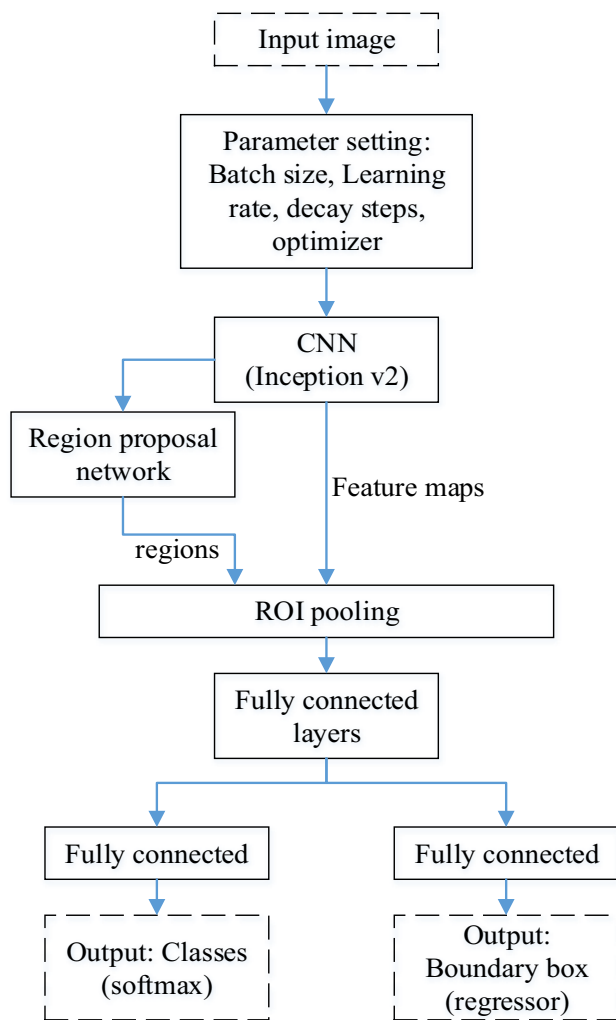 Input image
Parameter setting:
Batch size, Learning
rate, decay steps,
optimizer
CNN
(Inception v2)
Region proposal
network
Feature maps
regions
ROI pooling
Fully connected
layers
Fully connected
Fully connected
Output: Classes
(softmax)
Output:
Boundary box
(regressor)